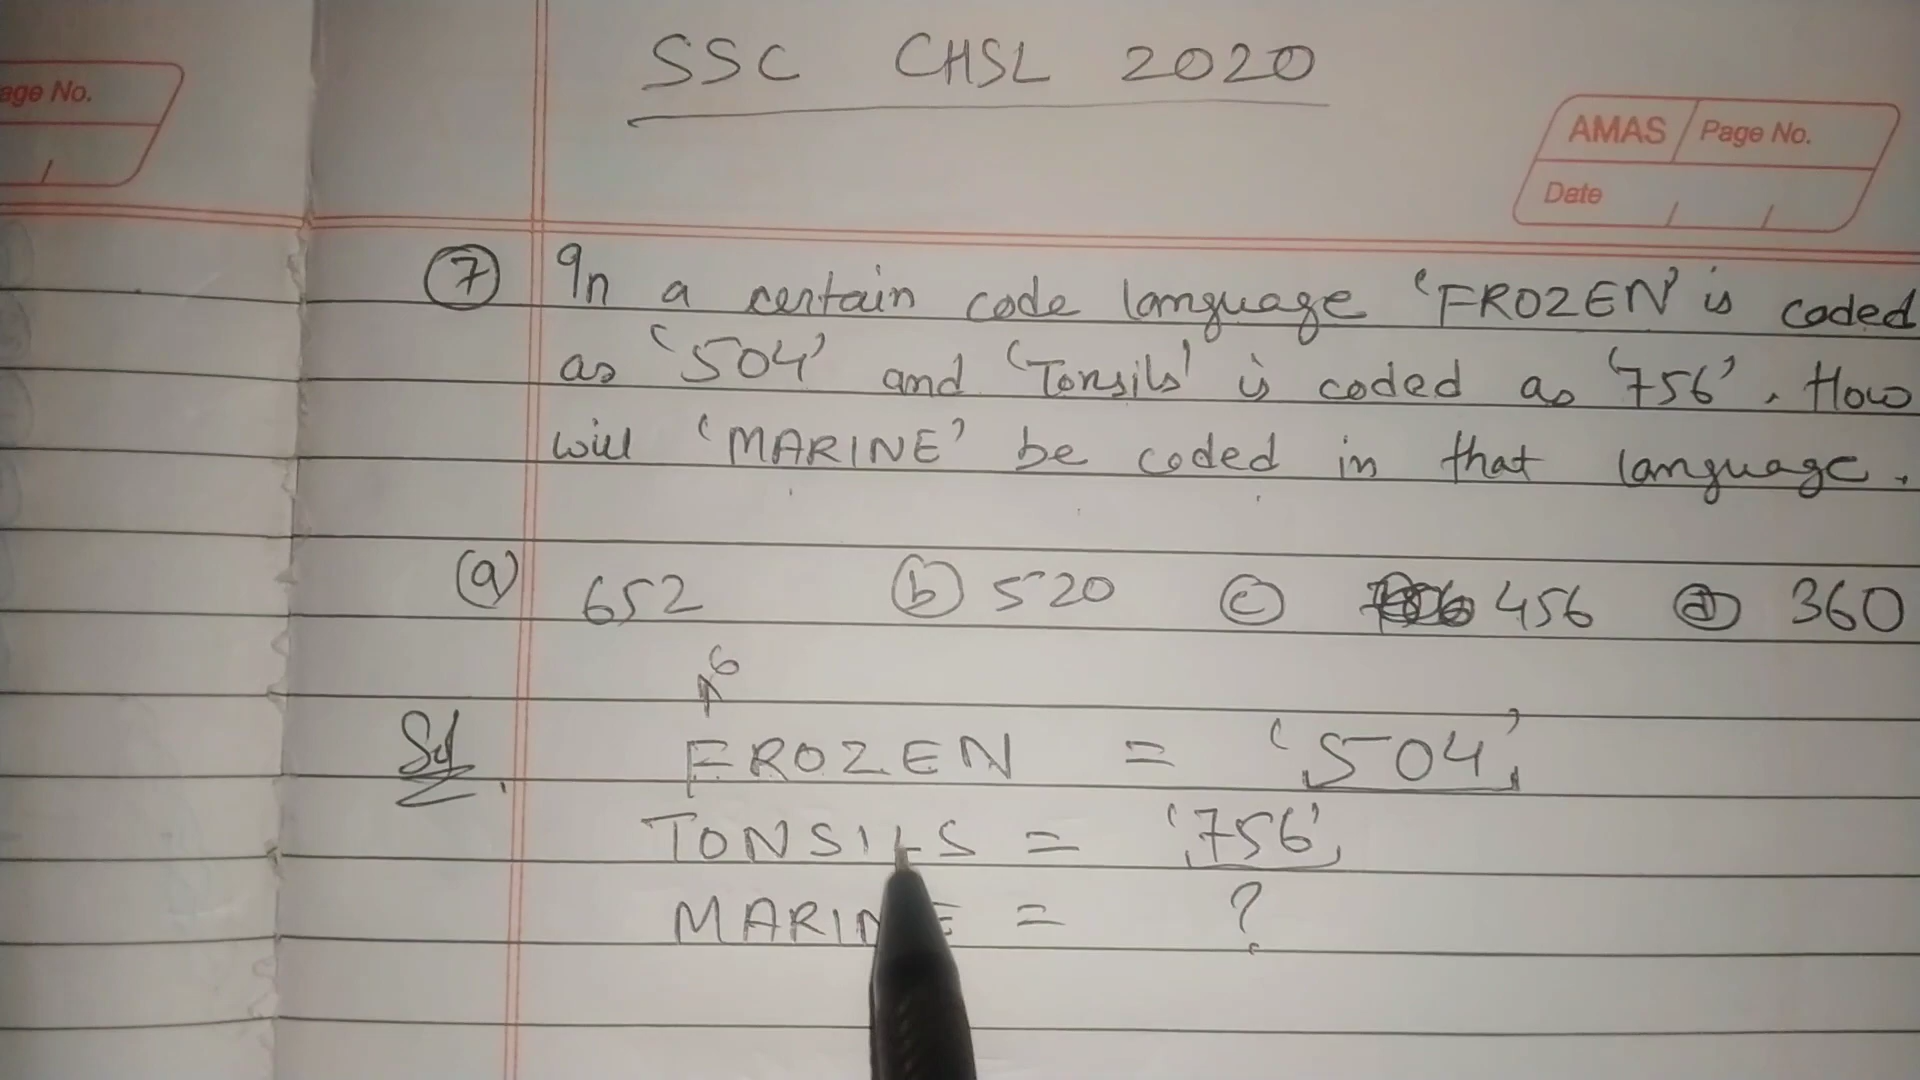 SSC CHSL 2020
age No.
AMAS Page No.
Date
7 In a certain code language 'FROZEN' is coded
as '504' and 'Tonsils' is coded as '756'. How
will 'MARINE' be coded in that language.
(a) 652 (b) 520 (c) 456 (d) 360
6
Sol. FROZEN = '504'
TONSILS = '756'
MARINE = ?